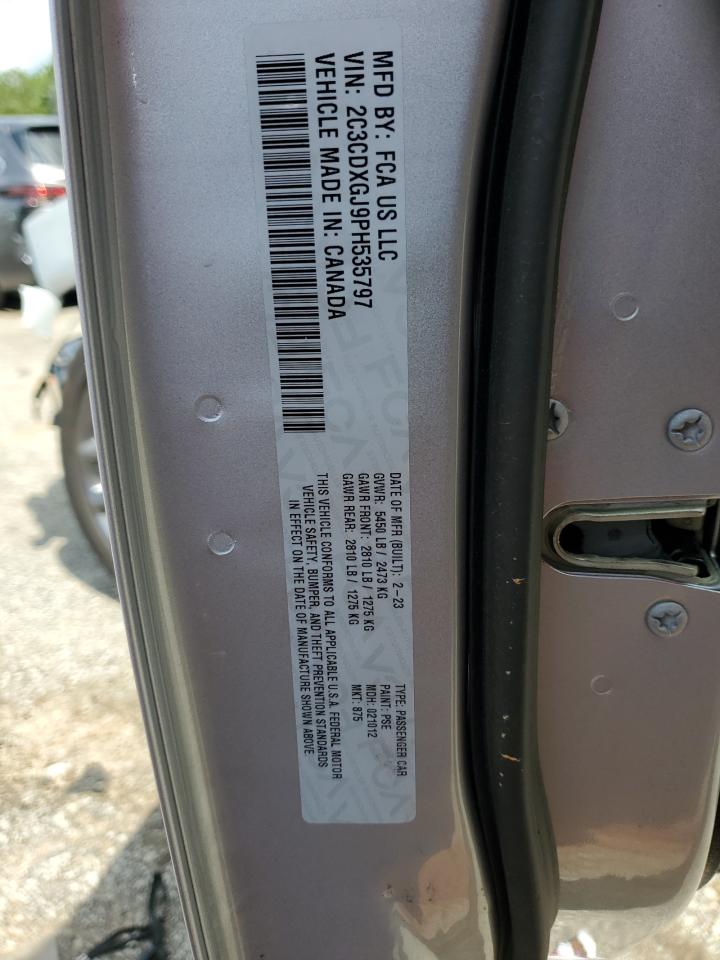 MFD BY: FCA US LLC
VIN: 2C3CDXGJ9PH535797
VEHICLE MADE IN: CANADA
DATE OF MFR (BUILT): 2-23
GVWR: 5450 LB / 2473 KG
GAWR FRONT: 2810 LB / 1275 KG
GAWR REAR: 2810 LB / 1275 KG
TYPE: PASSENGER CAR
PAINT: PSE
MDH: 021012
MKT: 875
THIS VEHICLE CONFORMS TO ALL APPLICABLE U.S.A. FEDERAL MOTOR
VEHICLE SAFETY, BUMPER, AND THEFT PREVENTION STANDARDS
IN EFFECT ON THE DATE OF MANUFACTURE SHOWN ABOVE